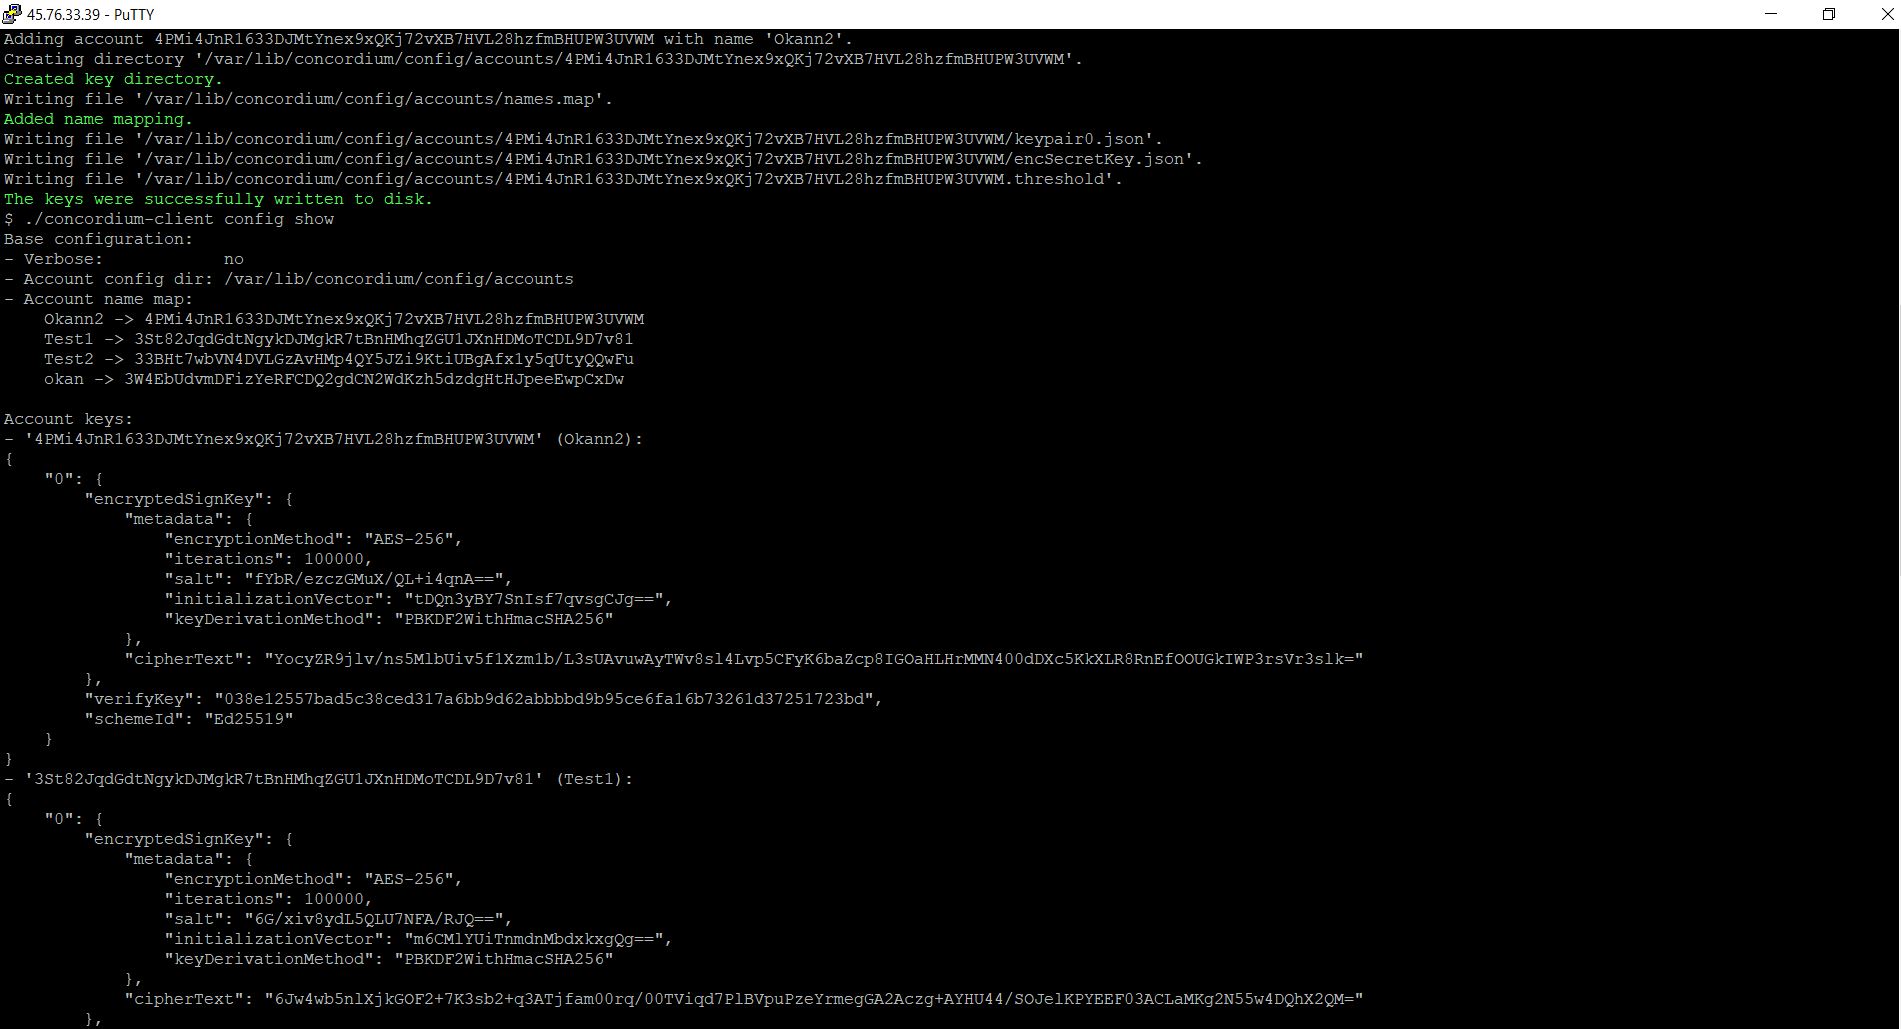 45.76.33.39 - PuTTY
Adding account 4PMi4JnR1633DJMtYnex9xQKj72vXB7HVL28hzfmBHUPW3UVWM with name 'Okann2'.
Creating directory '/var/lib/concordium/config/accounts/4PMi4JnR1633DJMtYnex9xQKj72vXB7HVL28hzfmBHUPW3UVWM'.
Created key directory.
Writing file '/var/lib/concordium/config/accounts/names.map'.
Added name mapping.
Writing file '/var/lib/concordium/config/accounts/4PMi4JnR1633DJMtYnex9xQKj72vXB7HVL28hzfmBHUPW3UVWM/keypair0.json'.
Writing file '/var/lib/concordium/config/accounts/4PMi4JnR1633DJMtYnex9xQKj72vXB7HVL28hzfmBHUPW3UVWM/encSecretKey.json'.
Writing file '/var/lib/concordium/config/accounts/4PMi4JnR1633DJMtYnex9xQKj72vXB7HVL28hzfmBHUPW3UVWM.threshold'.
The keys were successfully written to disk.
$ ./concordium-client config show
Base configuration:
- Verbose:            no
- Account config dir: /var/lib/concordium/config/accounts
- Account name map:
    Okann2 -> 4PMi4JnR1633DJMtYnex9xQKj72vXB7HVL28hzfmBHUPW3UVWM
    Test1 -> 3St82JqdGdtNgykDJMgkR7tBnHMhqZGU1JXnHDMoTCDL9D7v81
    Test2 -> 33BHt7wbVN4DVLGzAvHMp4QY5JZi9KtiUBgAfx1y5qUtyQQwFu
    okan -> 3W4EbUdvmDFizYeRFCDQ2gdCN2WdKzh5dzdgHtHJpeeEwpCxDw

Account keys:
- '4PMi4JnR1633DJMtYnex9xQKj72vXB7HVL28hzfmBHUPW3UVWM' (Okann2):
{
    "0": {
        "encryptedSignKey": {
            "metadata": {
                "encryptionMethod": "AES-256",
                "iterations": 100000,
                "salt": "fYbR/ezczGMuX/QL+i4qnA==",
                "initializationVector": "tDQn3yBY7SnIsf7qvsgCJg==",
                "keyDerivationMethod": "PBKDF2WithHmacSHA256"
            },
            "cipherText": "YocyZR9jlv/ns5MlbUiv5f1Xzm1b/L3sUAvuwAyTWv8sl4Lvp5CFyK6baZcp8IGOaHLHrMMN400dDXc5KkXLR8RnEfOOUGkIWP3rsVr3slk="
        },
        "verifyKey": "038e12557bad5c38ced317a6bb9d62abbbbd9b95ce6fa16b73261d37251723bd",
        "schemeId": "Ed25519"
    }
}
- '3St82JqdGdtNgykDJMgkR7tBnHMhqZGU1JXnHDMoTCDL9D7v81' (Test1):
{
    "0": {
        "encryptedSignKey": {
            "metadata": {
                "encryptionMethod": "AES-256",
                "iterations": 100000,
                "salt": "6G/xiv8ydL5QLU7NFA/RJQ==",
                "initializationVector": "m6CMlYUiTnmdnMbdxkxgQg==",
                "keyDerivationMethod": "PBKDF2WithHmacSHA256"
            },
            "cipherText": "6Jw4wb5nlXjkGOF2+7K3sb2+q3ATjfam00rq/00TViqd7PlBVpuPzeYrmegGA2Aczg+AYHU44/SOJelKPYEEF03ACLaMKg2N55w4DQhX2QM="
        },